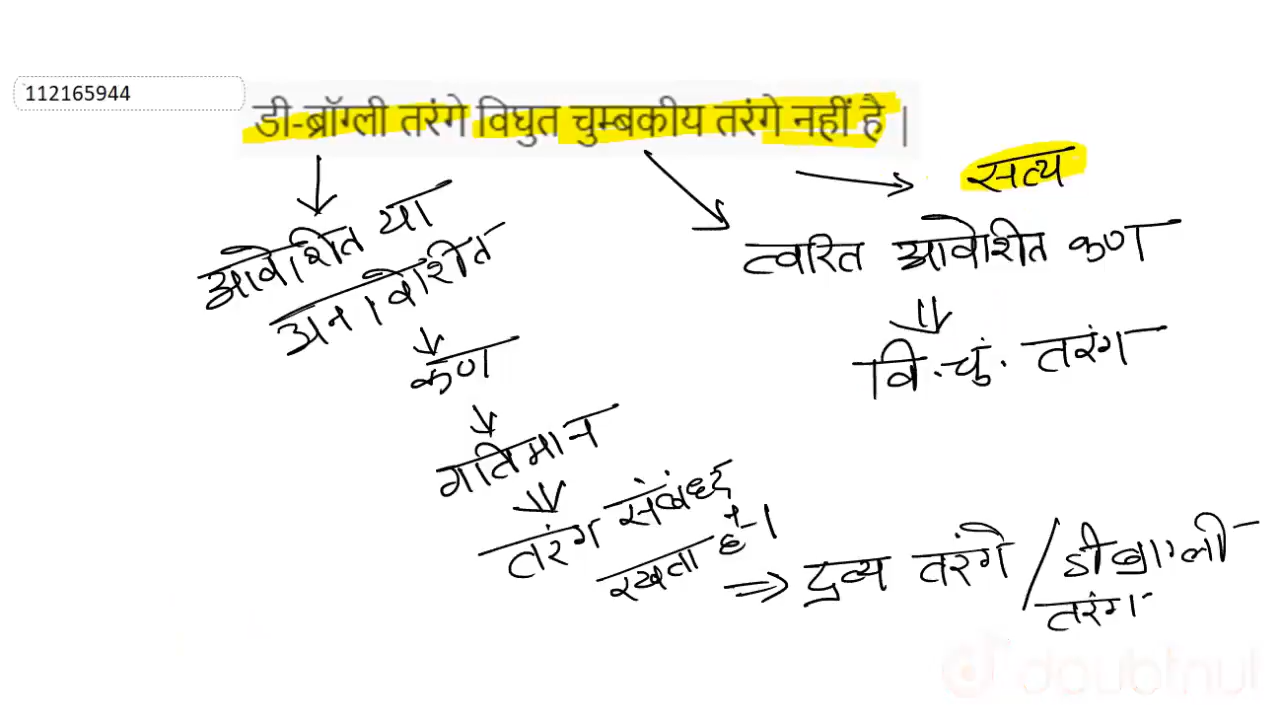 112165944
डी-ब्रॉग्ली तरंगे विघुत चुम्बकीय तरंगे नहीं है |
सत्य
आवेशित या
अनावेशीत
कण
गतिमान
तरंग संबंध
रखता है।
त्वरित आवेशीत कण
वि.चुं. तरंग
द्रव्य तरंगे / डीब्राग्ली
तरंग
doubtnut